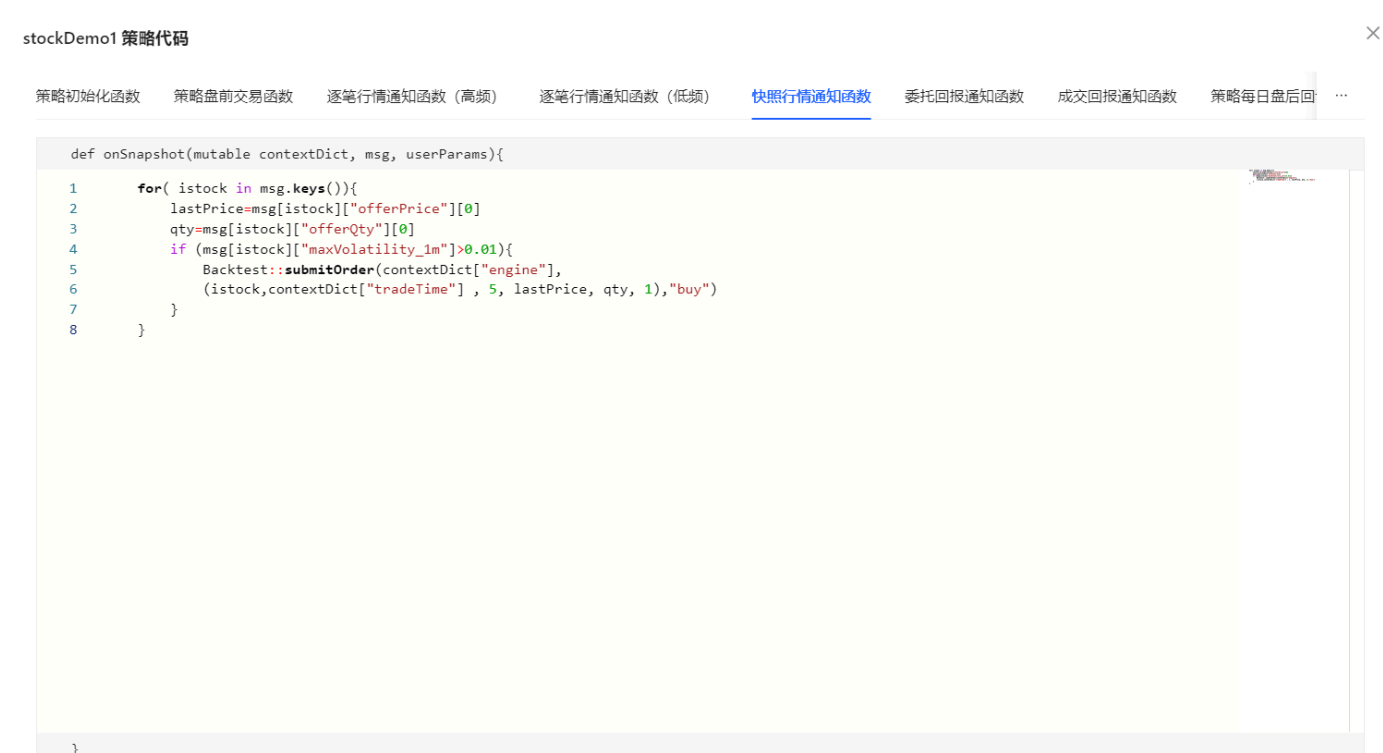 stockDemo1 策略代码
策略初始化函数 策略盘前交易函数 逐笔行情通知函数（高频） 逐笔行情通知函数（低频） 快照行情通知函数 委托回报通知函数 成交回报通知函数 策略每日盘后回 ···
def onSnapshot(mutable contextDict, msg, userParams){
1 for( istock in msg.keys()){
2 lastPrice=msg[istock]["offerPrice"][0]
3 qty=msg[istock]["offerQty"][0]
4 if (msg[istock]["maxVolatility_1m"]>0.01){
5 Backtest::submitOrder(contextDict["engine"],
6 (istock,contextDict["tradeTime"] , 5, lastPrice, qty, 1),"buy")
7 }
8 }
}